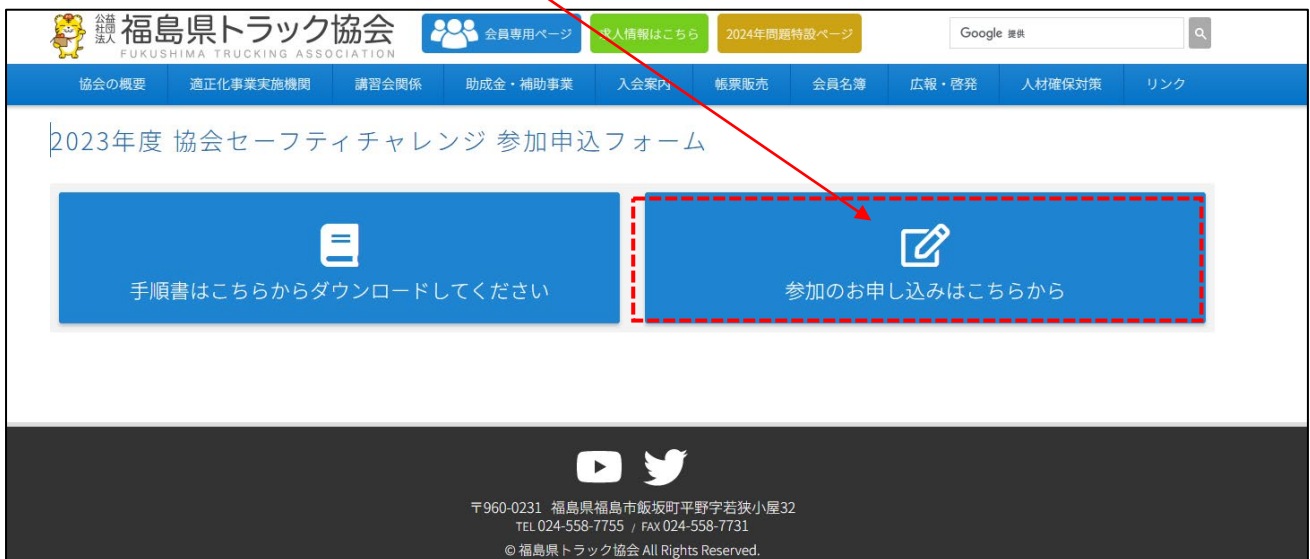 公益社団法人 福島県トラック協会
FUKUSHIMA TRUCKING ASSOCIATION
会員専用ページ
求人情報はこちら
2024年問題特設ページ
Google 提供
協会の概要 適正化事業実施機関 講習会関係 助成金・補助事業 入会案内 帳票販売 会員名簿 広報・啓発 人材確保対策 リンク
2023年度 協会セーフティチャレンジ 参加申込フォーム
手順書はこちらからダウンロードしてください
参加のお申し込みはこちらから
〒960-0231 福島県福島市飯坂町平野字若狭小屋32
TEL 024-558-7755 / FAX 024-558-7731
© 福島県トラック協会 All Rights Reserved.